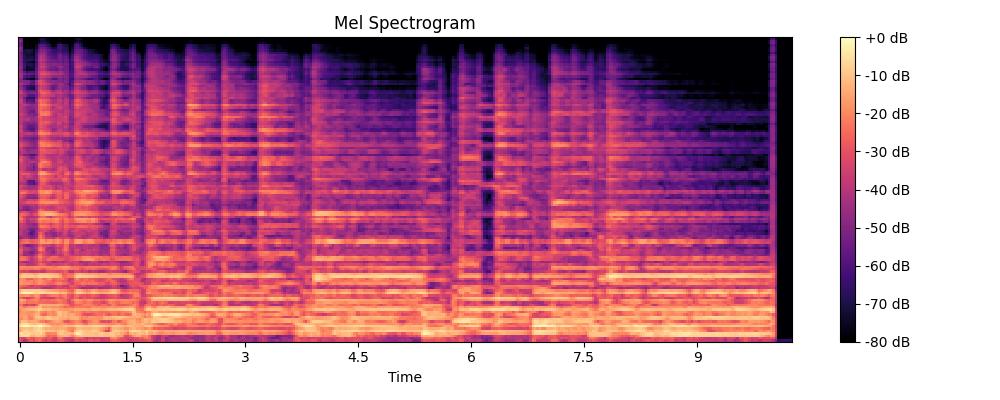 Mel Spectrogram
+0 dB
-10 dB
-20 dB
-30 dB
-40 dB
-50 dB
-60 dB
-70 dB
-80 dB
0 1.5 3 4.5 6 7.5 9
Time